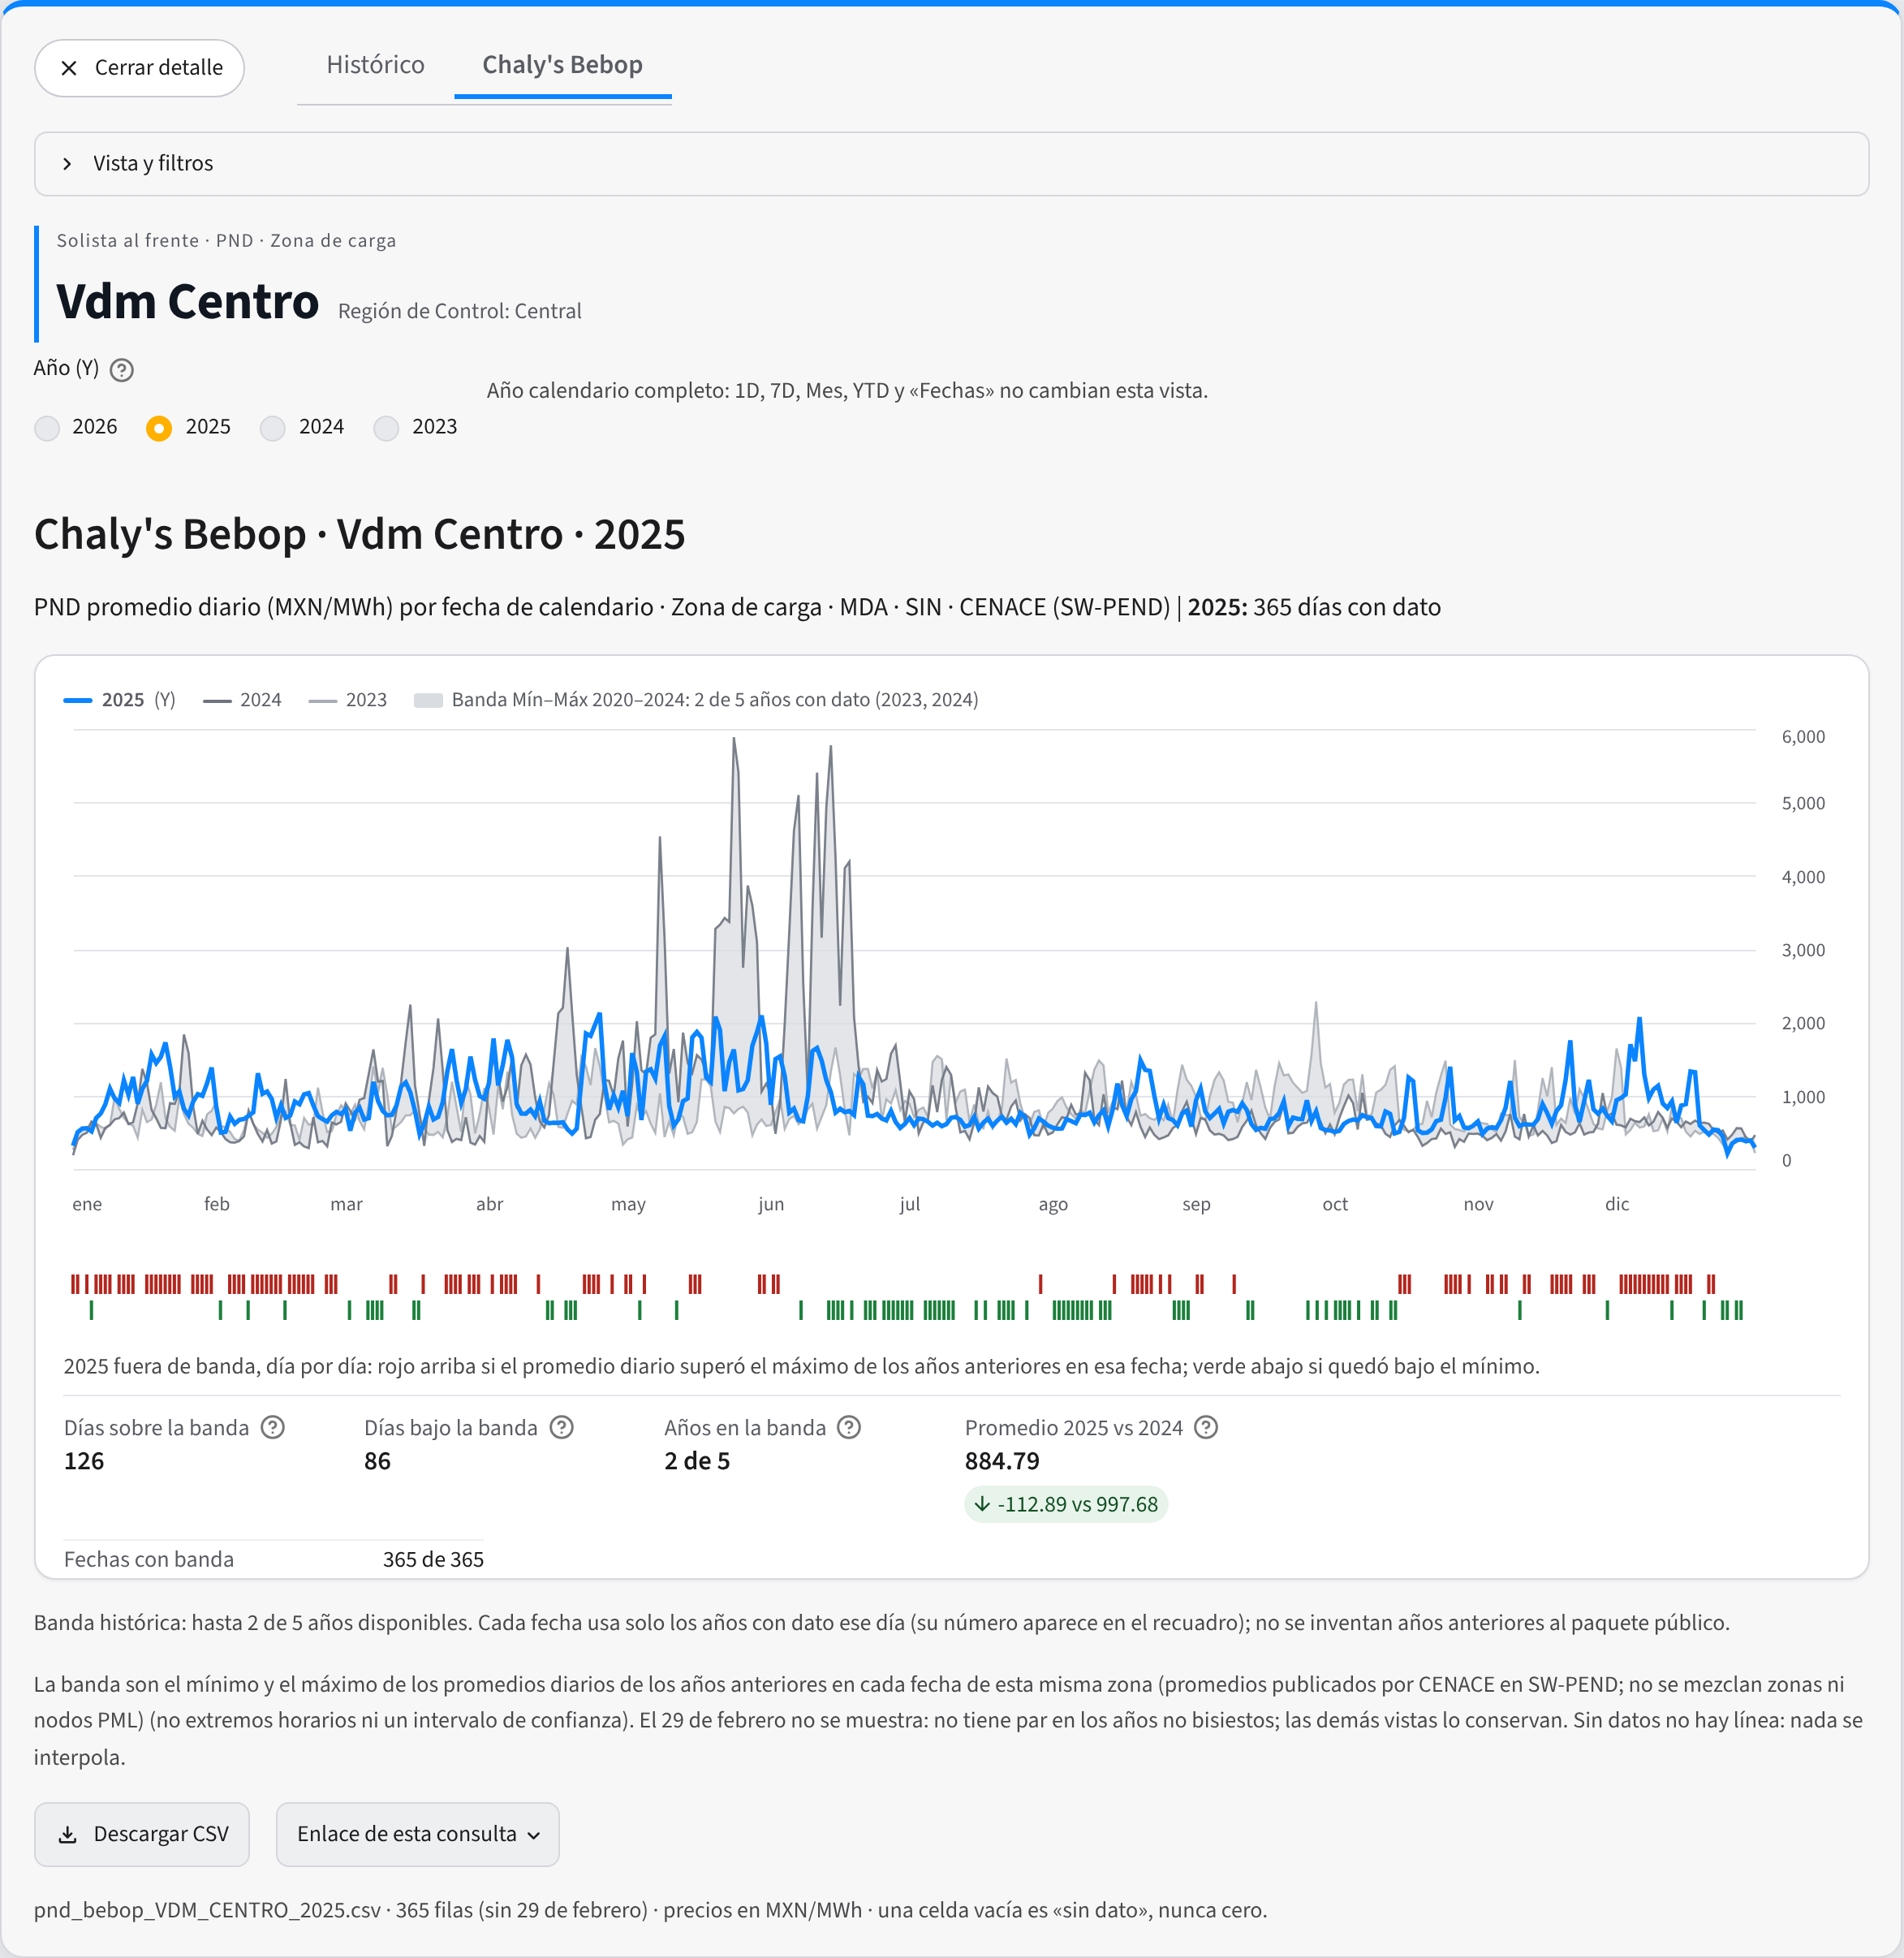 Cerrar detalle
Histórico
Chaly's Bebop
Vista y filtros
Solista al frente · PND · Zona de carga
Vdm Centro Región de Control: Central
Año (Y)
Año calendario completo: 1D, 7D, Mes, YTD y «Fechas» no cambian esta vista.
2026 2025 2024 2023
Chaly's Bebop · Vdm Centro · 2025
PND promedio diario (MXN/MWh) por fecha de calendario · Zona de carga · MDA · SIN · CENACE (SW-PEND) | 2025: 365 días con dato
2025 (Y) 2024 2023 Banda Mín–Máx 2020–2024: 2 de 5 años con dato (2023, 2024)
6,000
5,000
4,000
3,000
2,000
1,000
0
ene feb mar abr may jun jul ago sep oct nov dic
2025 fuera de banda, día por día: rojo arriba si el promedio diario superó el máximo de los años anteriores en esa fecha; verde abajo si quedó bajo el mínimo.
Días sobre la banda Días bajo la banda Años en la banda Promedio 2025 vs 2024
126 86 2 de 5 884.79
-112.89 vs 997.68
Fechas con banda 365 de 365
Banda histórica: hasta 2 de 5 años disponibles. Cada fecha usa solo los años con dato ese día (su número aparece en el recuadro); no se inventan años anteriores al paquete público.
La banda son el mínimo y el máximo de los promedios diarios de los años anteriores en cada fecha de esta misma zona (promedios publicados por CENACE en SW-PEND; no se mezclan zonas ni
nodos PML) (no extremos horarios ni un intervalo de confianza). El 29 de febrero no se muestra: no tiene par en los años no bisiestos; las demás vistas lo conservan. Sin datos no hay línea: nada se
interpola.
Descargar CSV
Enlace de esta consulta
pnd_bebop_VDM_CENTRO_2025.csv · 365 filas (sin 29 de febrero) · precios en MXN/MWh · una celda vacía es «sin dato», nunca cero.